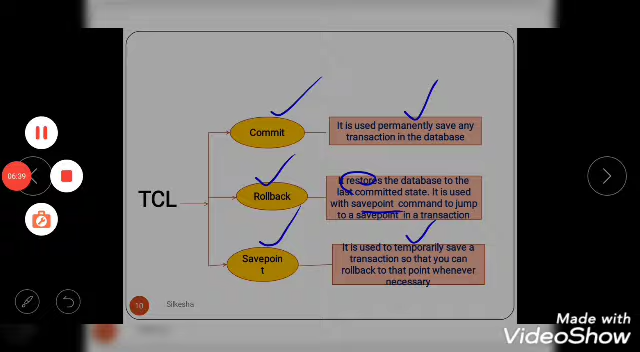 Commit
It is used permanently save any
transaction in the database
06:39
TCL
Rollback
It restores the database to the
last committed state. It is used
with savepoint command to jump
to a savepoint in a transaction
Savepoin
t
It is used to temporarily save a
transaction so that you can
rollback to that point whenever
necessary
10
Silkesha
Made with
VideoShow